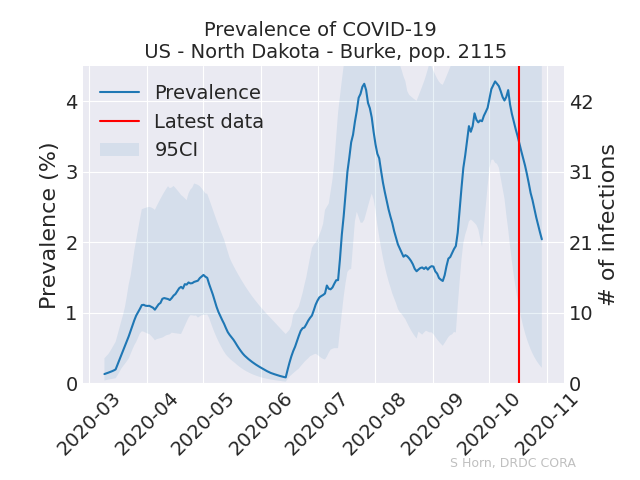 Prevalence of COVID-19
US - North Dakota - Burke, pop. 2115
Prevalence
Latest data
95CI
Prevalence (%)
4
3
2
1
0
42
31
21
10
0
# of infections
2020-03
2020-04
2020-05
2020-06
2020-07
2020-08
2020-09
2020-10
2020-11
S Horn, DRDC CORA